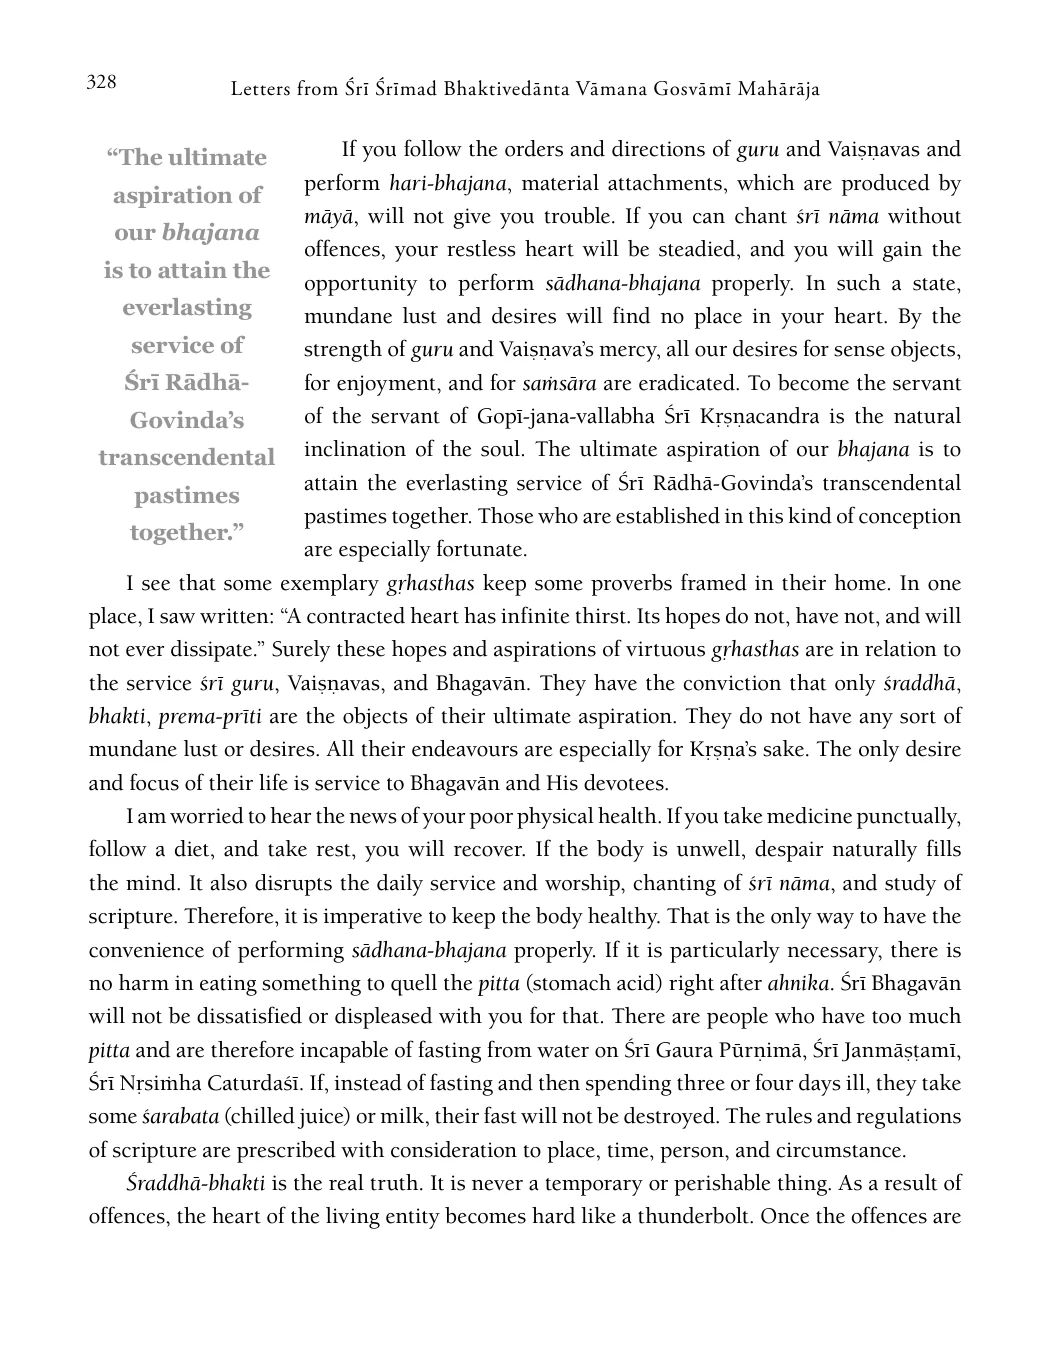 328
Letters from Śrī Śrīmad Bhaktivedānta Vāmana Gosvāmī Mahārāja
“The ultimate
aspiration of
our bhajana
is to attain the
everlasting
service of
Śrī Rādhā-
Govinda’s
transcendental
pastimes
together.”
If you follow the orders and directions of guru and Vaiṣṇavas and
perform hari-bhajana, material attachments, which are produced by
māyā, will not give you trouble. If you can chant śrī nāma without
offences, your restless heart will be steadied, and you will gain the
opportunity to perform sādhana-bhajana properly. In such a state,
mundane lust and desires will find no place in your heart. By the
strength of guru and Vaiṣṇava’s mercy, all our desires for sense objects,
for enjoyment, and for saṁsāra are eradicated. To become the servant
of the servant of Gopī-jana-vallabha Śrī Kṛṣṇacandra is the natural
inclination of the soul. The ultimate aspiration of our bhajana is to
attain the everlasting service of Śrī Rādhā-Govinda’s transcendental
pastimes together. Those who are established in this kind of conception
are especially fortunate.
I see that some exemplary gṛhasthas keep some proverbs framed in their home. In one
place, I saw written: “A contracted heart has infinite thirst. Its hopes do not, have not, and will
not ever dissipate.” Surely these hopes and aspirations of virtuous gṛhasthas are in relation to
the service śrī guru, Vaiṣṇavas, and Bhagavān. They have the conviction that only śraddhā,
bhakti, prema-prīti are the objects of their ultimate aspiration. They do not have any sort of
mundane lust or desires. All their endeavours are especially for Kṛṣṇa’s sake. The only desire
and focus of their life is service to Bhagavān and His devotees.
I am worried to hear the news of your poor physical health. If you take medicine punctually,
follow a diet, and take rest, you will recover. If the body is unwell, despair naturally fills
the mind. It also disrupts the daily service and worship, chanting of śrī nāma, and study of
scripture. Therefore, it is imperative to keep the body healthy. That is the only way to have the
convenience of performing sādhana-bhajana properly. If it is particularly necessary, there is
no harm in eating something to quell the pitta (stomach acid) right after ahnika. Śrī Bhagavān
will not be dissatisfied or displeased with you for that. There are people who have too much
pitta and are therefore incapable of fasting from water on Śrī Gaura Pūrṇimā, Śrī Janmāṣṭamī,
Śrī Nṛsiṁha Caturdaśī. If, instead of fasting and then spending three or four days ill, they take
some śarabata (chilled juice) or milk, their fast will not be destroyed. The rules and regulations
of scripture are prescribed with consideration to place, time, person, and circumstance.
Śraddhā-bhakti is the real truth. It is never a temporary or perishable thing. As a result of
offences, the heart of the living entity becomes hard like a thunderbolt. Once the offences are